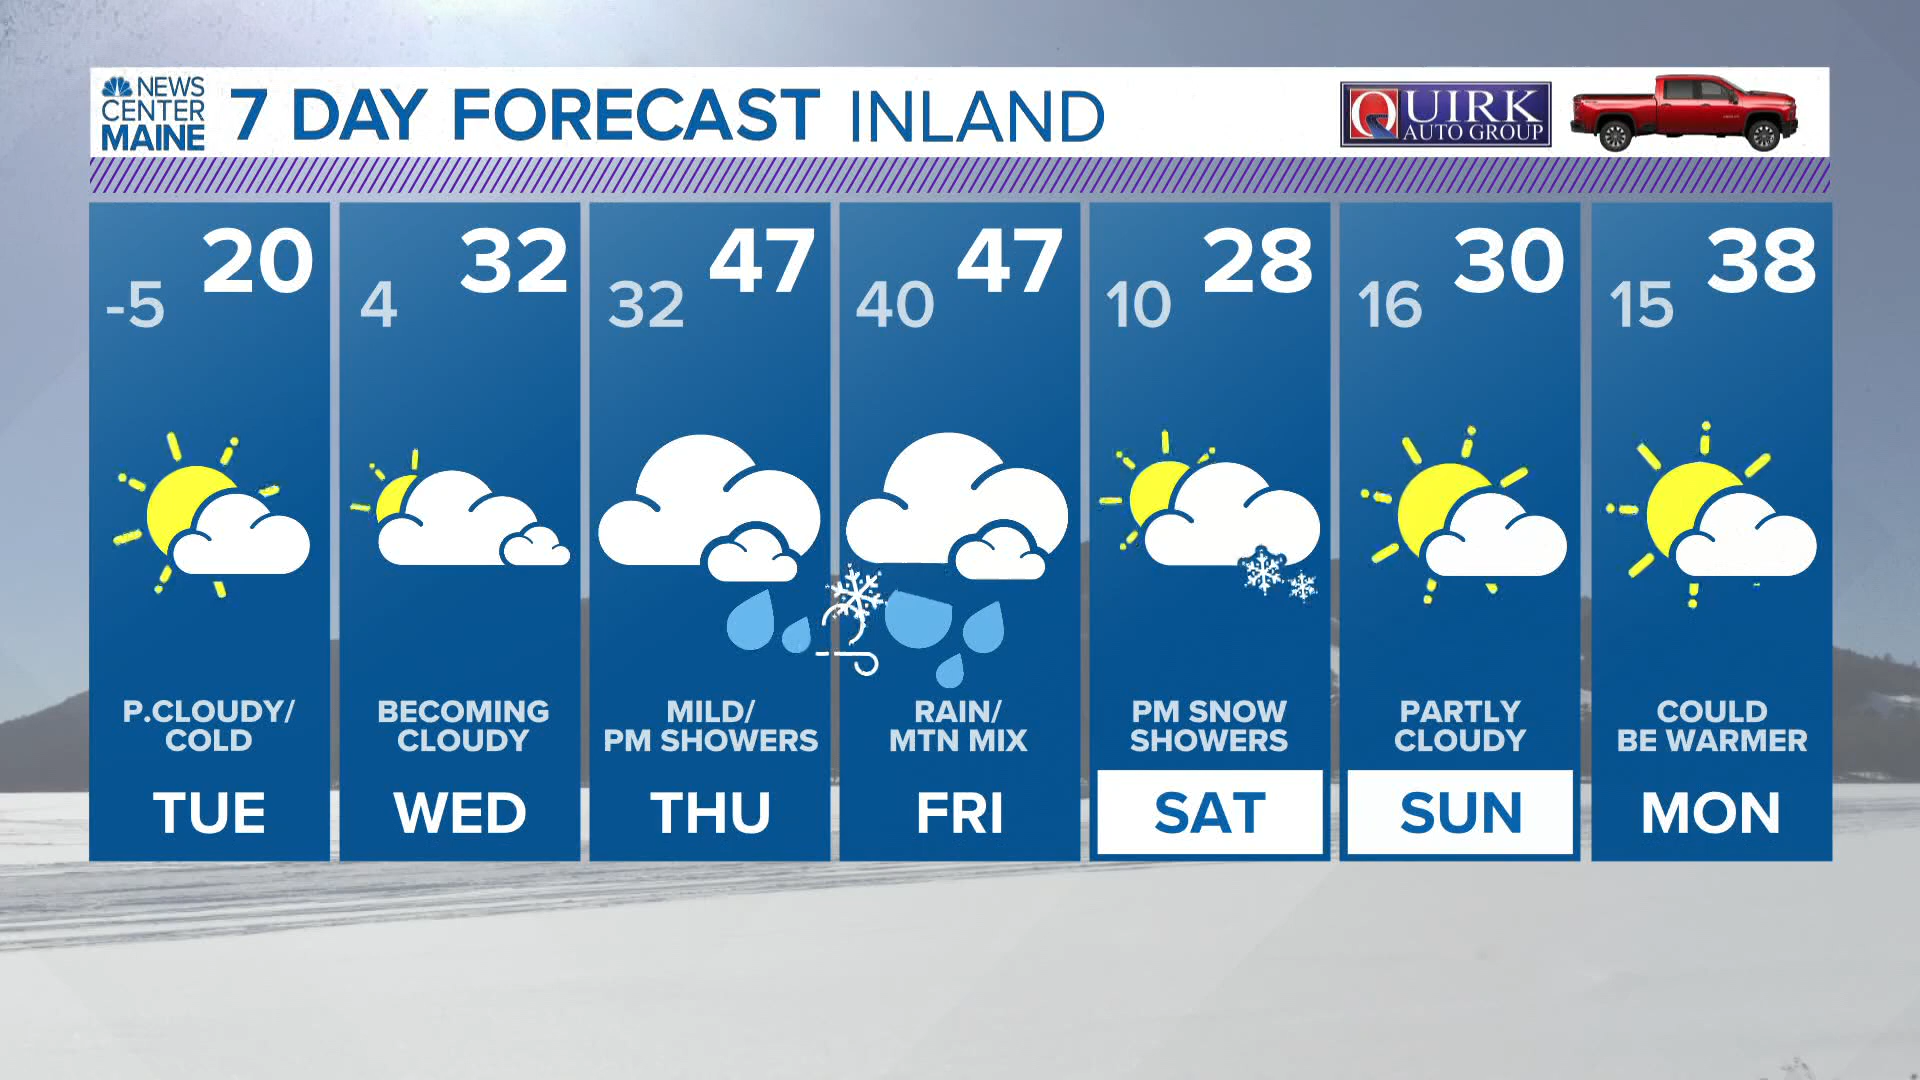 NEWS
CENTER
MAINE
7 DAY FORECAST INLAND
QUIRK
AUTO GROUP
-5 20
4 32
32 47
40 47
10 28
16 30
15 38
P.CLOUDY/
COLD
BECOMING
CLOUDY
MILD/
PM SHOWERS
RAIN/
MTN MIX
PM SNOW
SHOWERS
PARTLY
CLOUDY
COULD
BE WARMER
TUE
WED
THU
FRI
SAT
SUN
MON